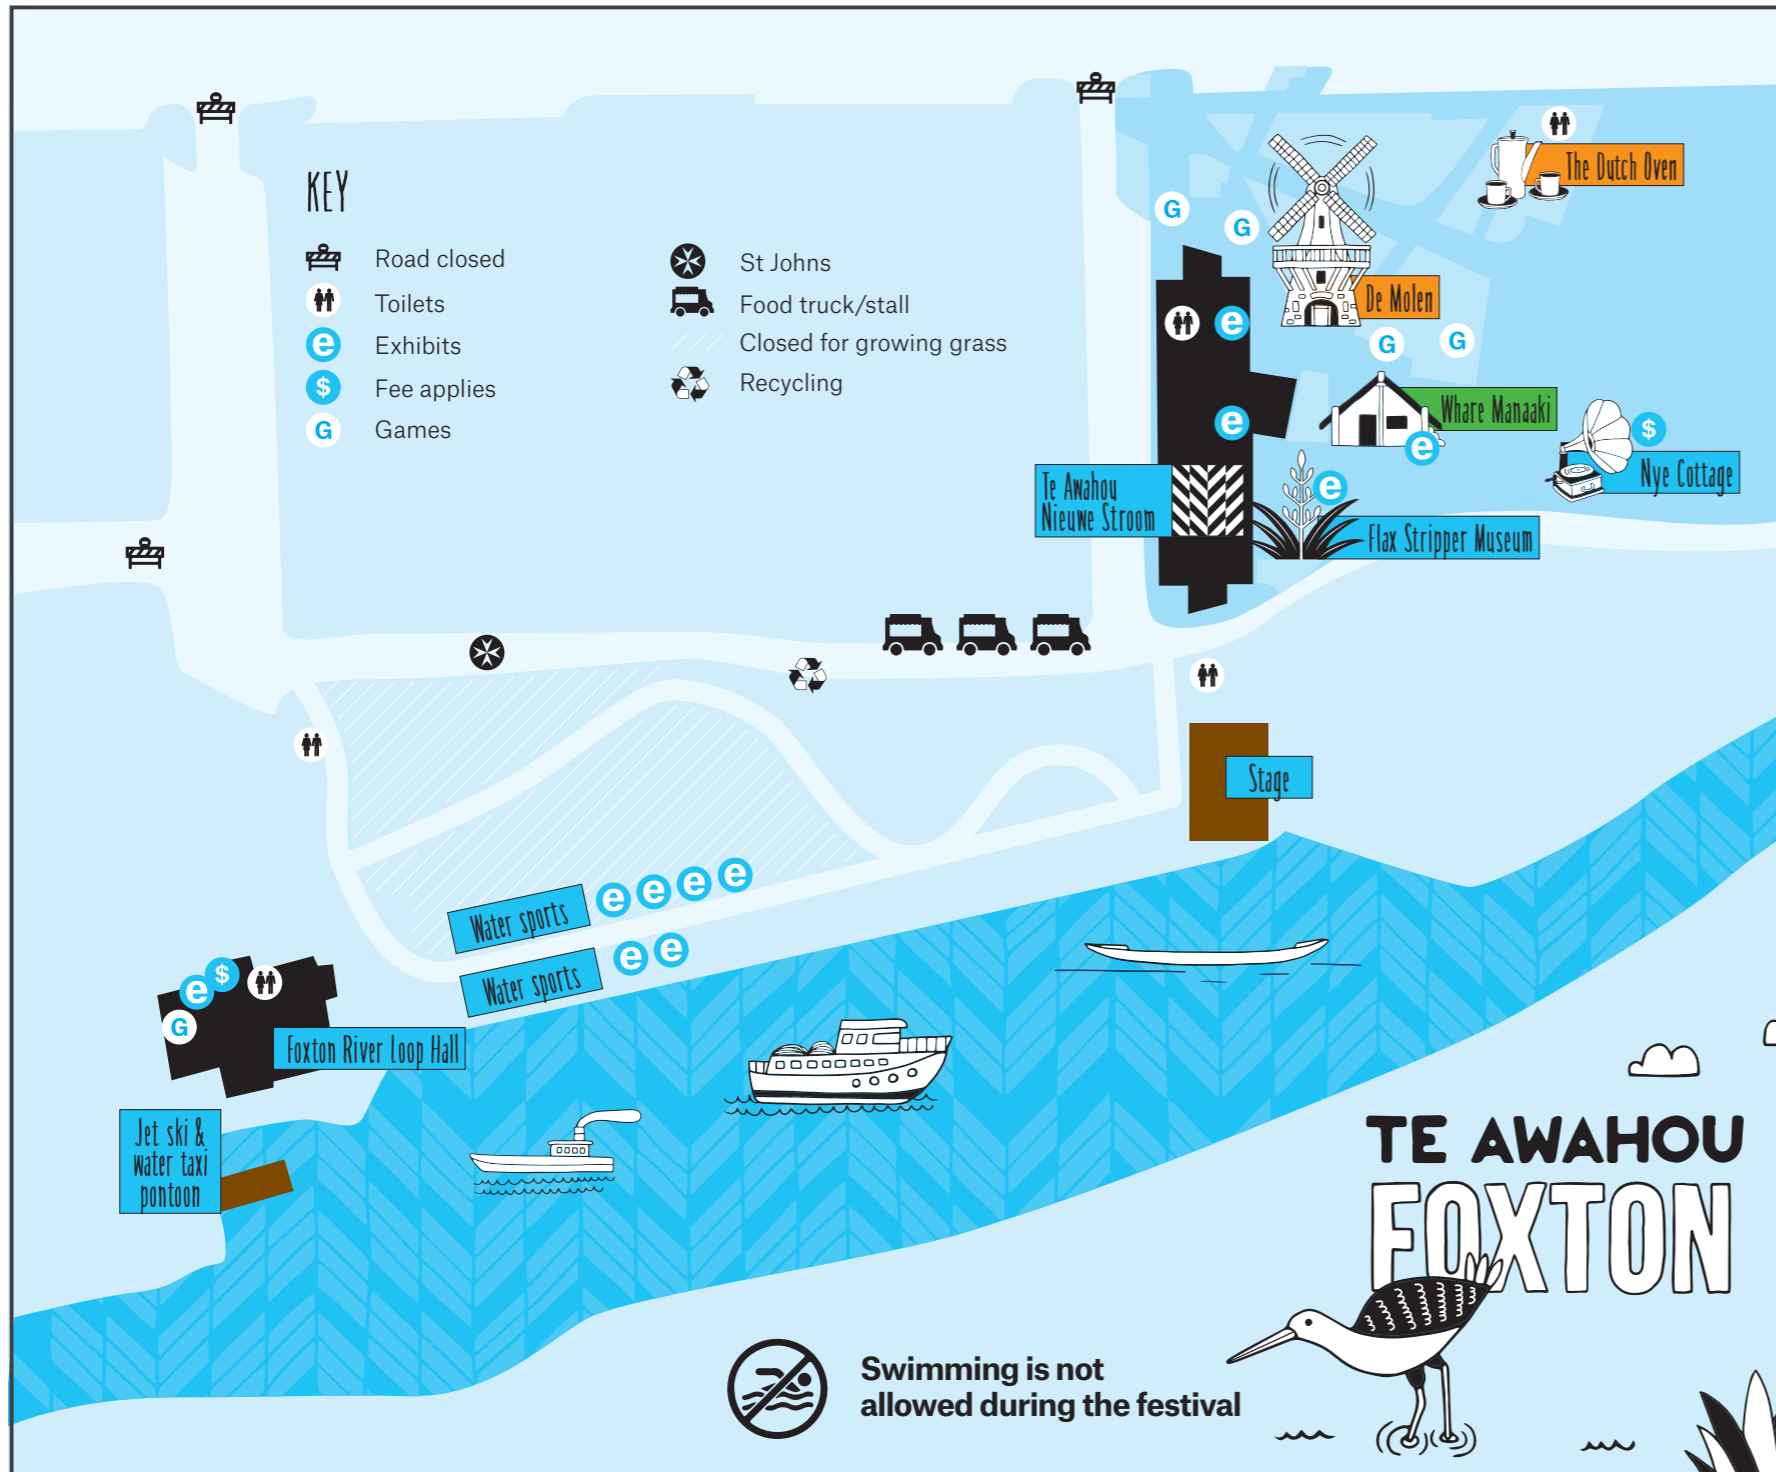 KEY
Road closed
Toilets
e Exhibits
$ Fee applies
G Games
St Johns
Food truck/stall
Closed for growing grass
Recycling
The Dutch Oven
G
G
De Molen
e
G
G
Whare Manaaki
e
e
$
Nye Cottage
Te Awahou
Nieuwe Stroom
e
Flax Stripper Museum
Stage
Water sports
e e e e
Water sports
e e
$
e
G
Foxton River Loop Hall
Jet ski &
water taxi
pontoon
TE AWAHOU
FOXTON
Swimming is not
allowed during the festival